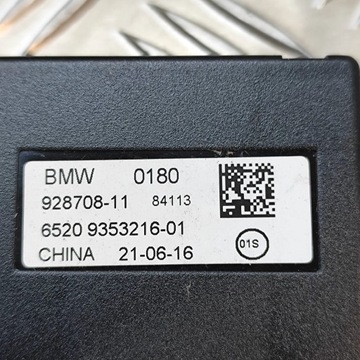 BMW 0180
928708-11 84113
6520 9353216-01
CHINA 21-06-16 01S